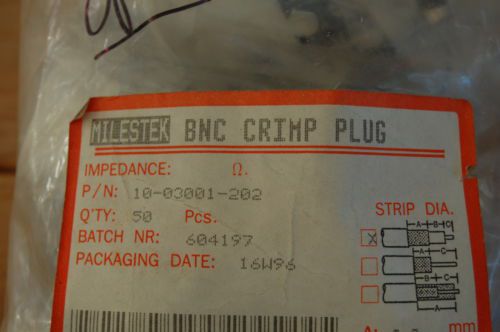 MILESTEK BNC CRIMP PLUG
IMPEDANCE: Ω.
P/N: 10-03001-202
Q'TY: 50 Pcs.
STRIP DIA.
BATCH NR: 604197
PACKAGING DATE: 16W96
X
A B C
A C
B C
A
mm